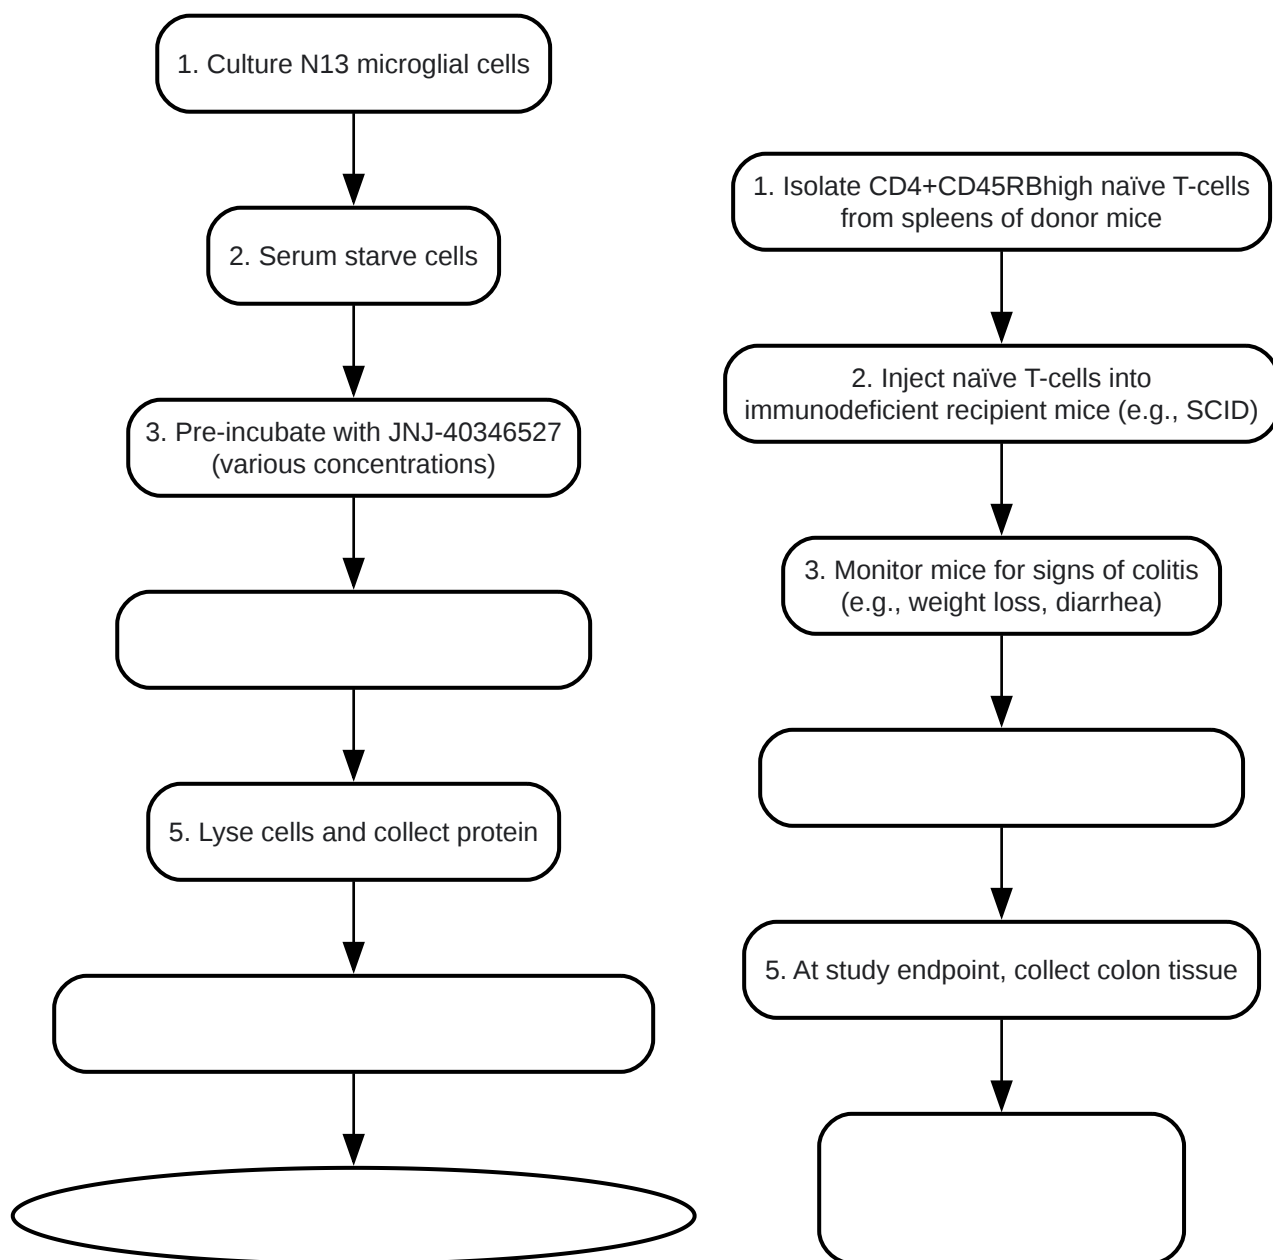 1. Culture N13 microglial cells
2. Serum starve cells
3. Pre-incubate with JNJ-40346527
(various concentrations)
5. Lyse cells and collect protein
1. Isolate CD4+CD45RBhigh naïve T-cells
from spleens of donor mice
2. Inject naïve T-cells into
immunodeficient recipient mice (e.g., SCID)
3. Monitor mice for signs of colitis
(e.g., weight loss, diarrhea)
5. At study endpoint, collect colon tissue